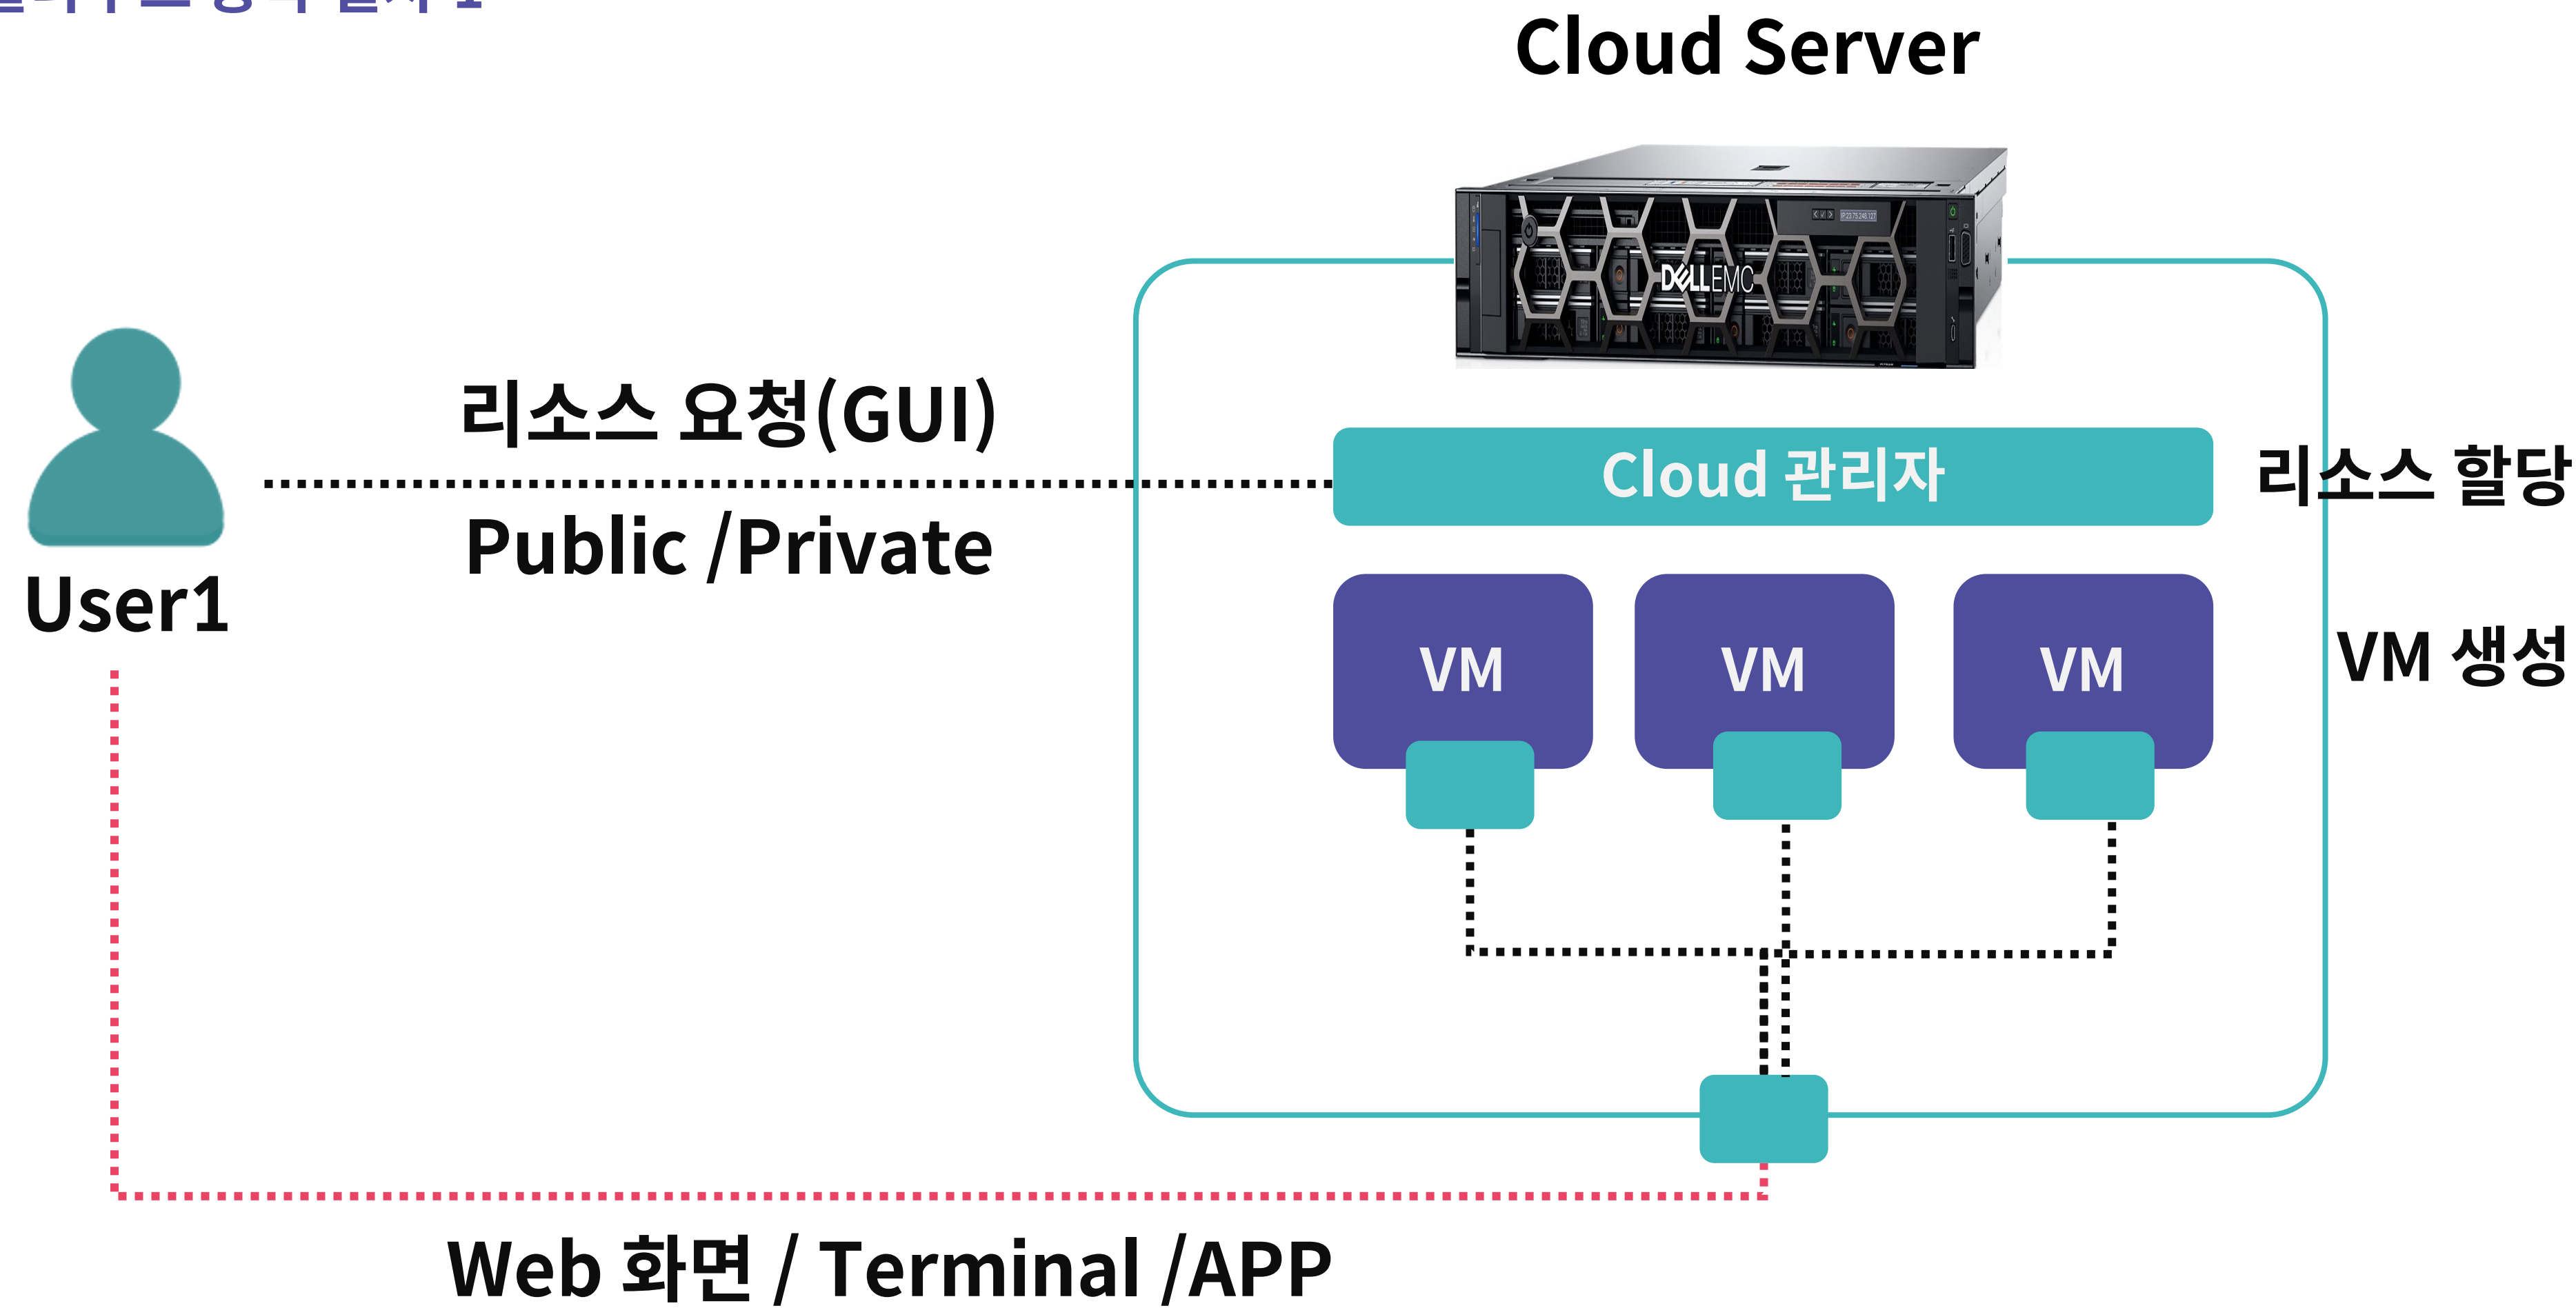 Cloud Server
DELLEMC
리소스 요청(GUI)
Cloud 관리자
리소스 할당
Public /Private
User1
VM
VM
VM
VM 생성
Web 화면 / Terminal /APP